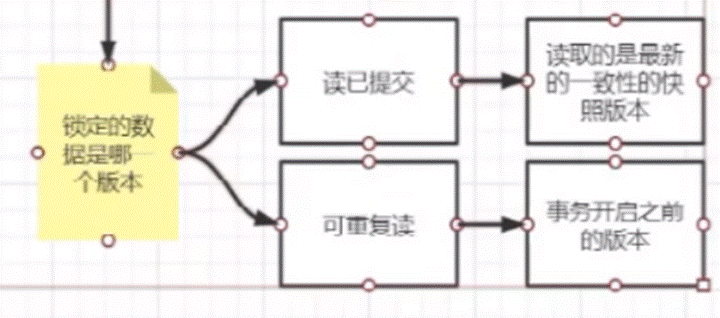 锁定的数
据是哪一
个版本
读已提交
读取的是最新
的一致性的快
照版本
可重复读
事务开启之前
的版本